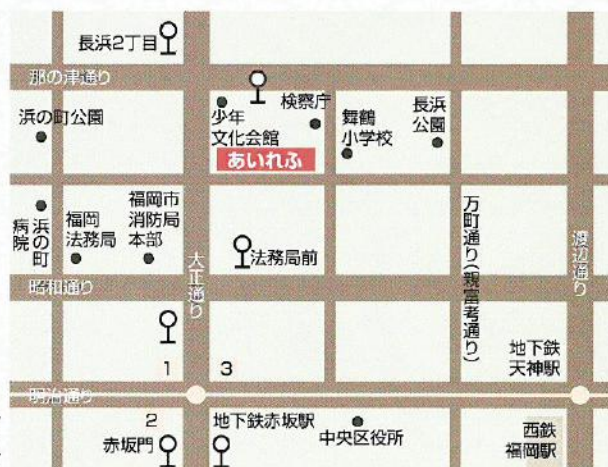 長浜2丁目
那の津通り
浜の町公園
少年
文化会館
検察庁
舞鶴
小学校
長浜
公園
あいれふ
浜の町
病院
福岡
法務局
福岡市
消防局
本部
大正通り
法務局前
万町通り(親富孝通り)
渡辺通り
昭和通り
1
3
地下鉄
天神駅
明治通り
2
赤坂門
地下鉄赤坂駅
中央区役所
西鉄
福岡駅